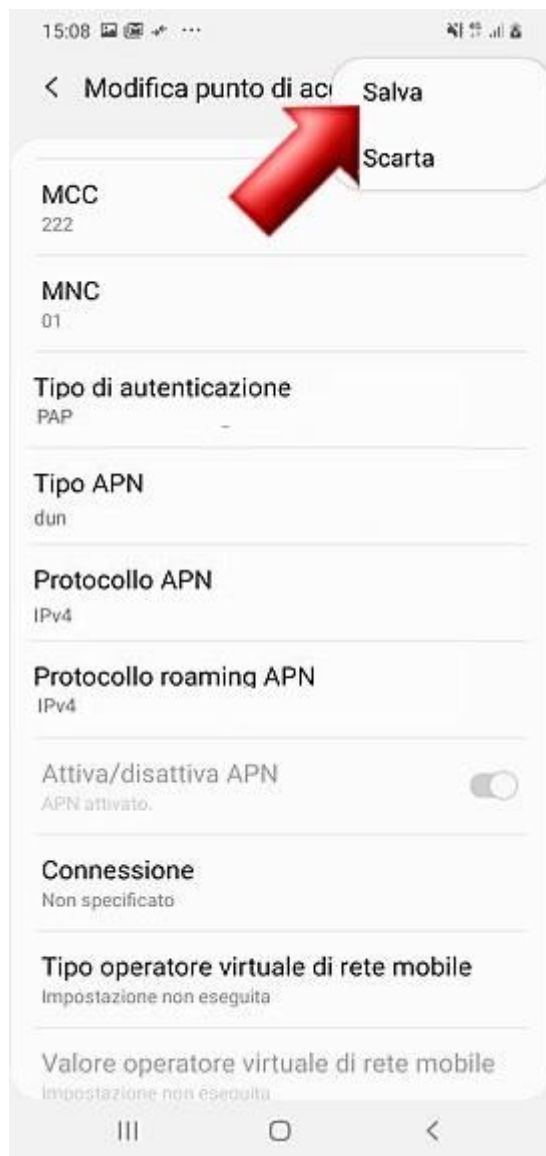 15:08
Modifica punto di acc
Salva
Scarta
MCC
222
MNC
01
Tipo di autenticazione
PAP
Tipo APN
dun
Protocollo APN
IPv4
Protocollo roaming APN
IPv4
Attiva/disattiva APN
APN attivato.
Connessione
Non specificato
Tipo operatore virtuale di rete mobile
Impostazione non eseguita
Valore operatore virtuale di rete mobile
Impostazione non eseguita